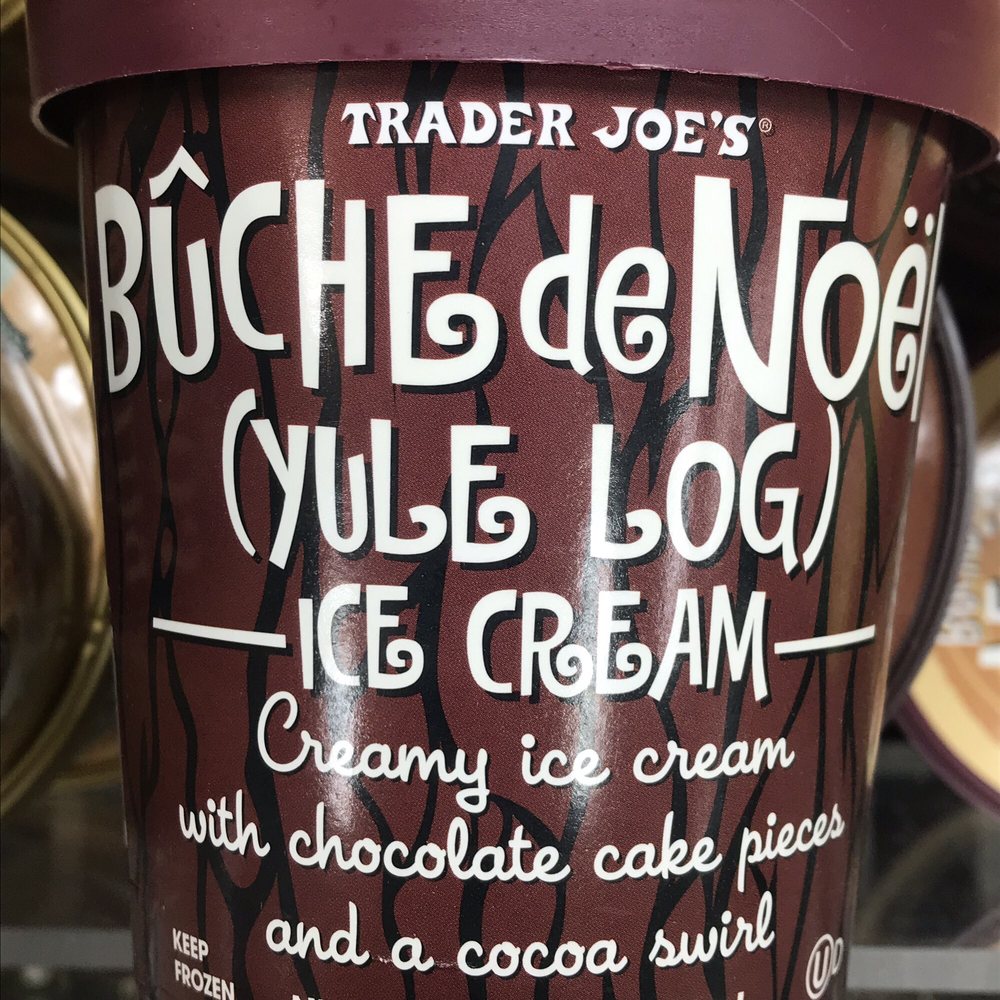 TRADER JOE'S®
BÛCHE de NOËL
(YULE LOG)
ICE CREAM
Creamy ice cream
with chocolate cake pieces
and a cocoa swirl
KEEP
FROZEN
UD